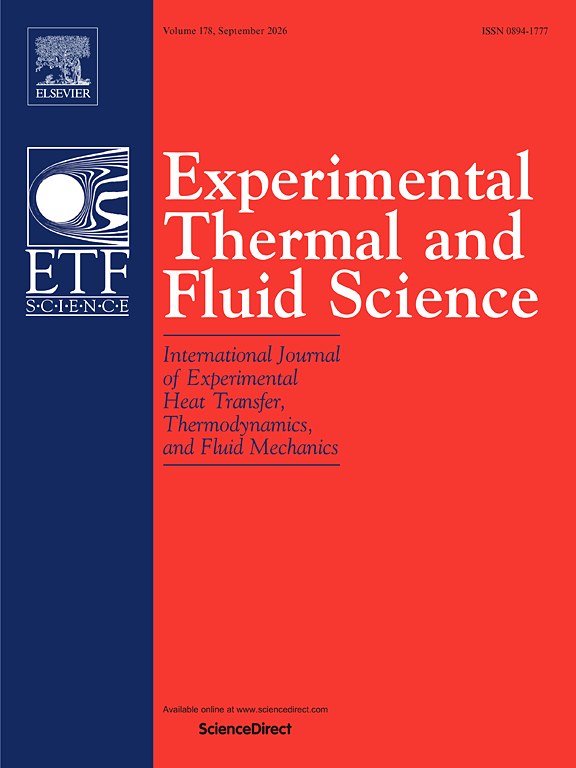 Volume 178, September 2026
ISSN 0894-1777
ELSEVIER
ETF
S·C·I·E·N·C·E
Experimental
Thermal and
Fluid Science
International Journal
of Experimental
Heat Transfer,
Thermodynamics,
and Fluid Mechanics
Available online at www.sciencedirect.com
ScienceDirect